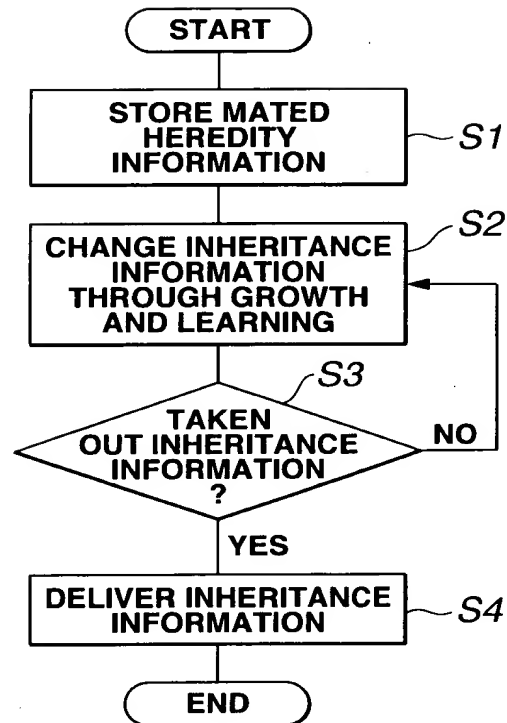 START
STORE MATED
HEREDITY
INFORMATION
S1
CHANGE INHERITANCE
INFORMATION
THROUGH GROWTH
AND LEARNING
S2
S3
TAKEN
OUT INHERITANCE
INFORMATION
?
NO
YES
DELIVER INHERITANCE
INFORMATION
S4
END